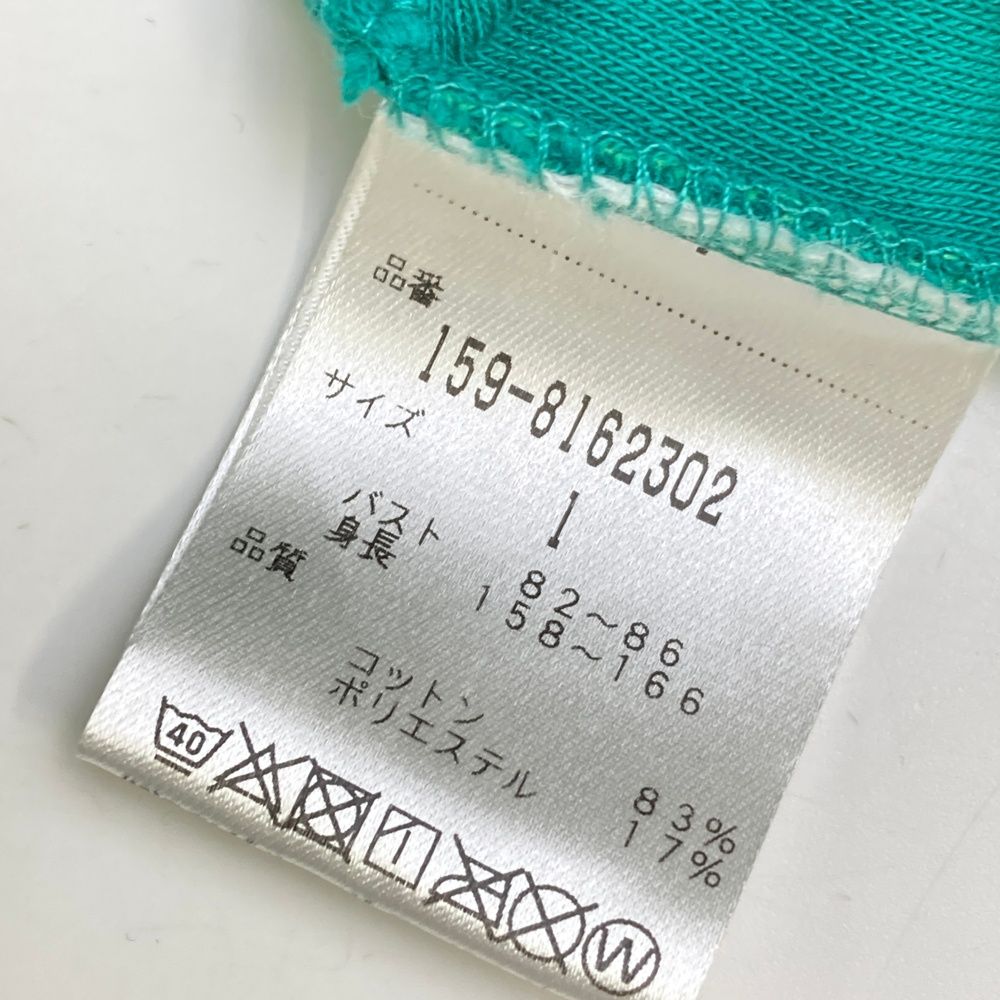 品番
159-8162302
サイズ
1
バスト 82～86
身長 158～166
品質
コットン 83%
ポリエステル 17%
40
W